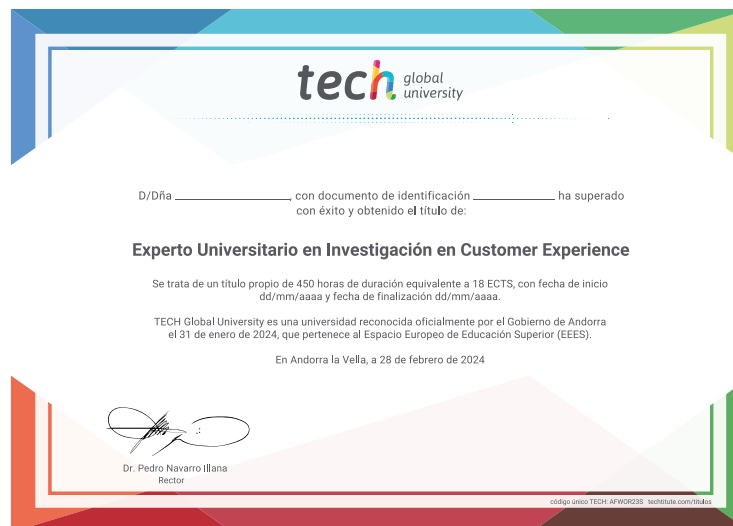 tech global university
D/Dña ____________, con documento de identificación ____________ ha superado
con éxito y obtenido el título de:
Experto Universitario en Investigación en Customer Experience
Se trata de un título propio de 450 horas de duración equivalente a 18 ECTS, con fecha de inicio
dd/mm/aaaa y fecha de finalización dd/mm/aaaa.
TECH Global University es una universidad reconocida oficialmente por el Gobierno de Andorra
el 31 de enero de 2024, que pertenece al Espacio Europeo de Educación Superior (EEES).
En Andorra la Vella, a 28 de febrero de 2024
Dr. Pedro Navarro Illana
Rector
código único TECH: AFWOR23S techtitute.com/titulos